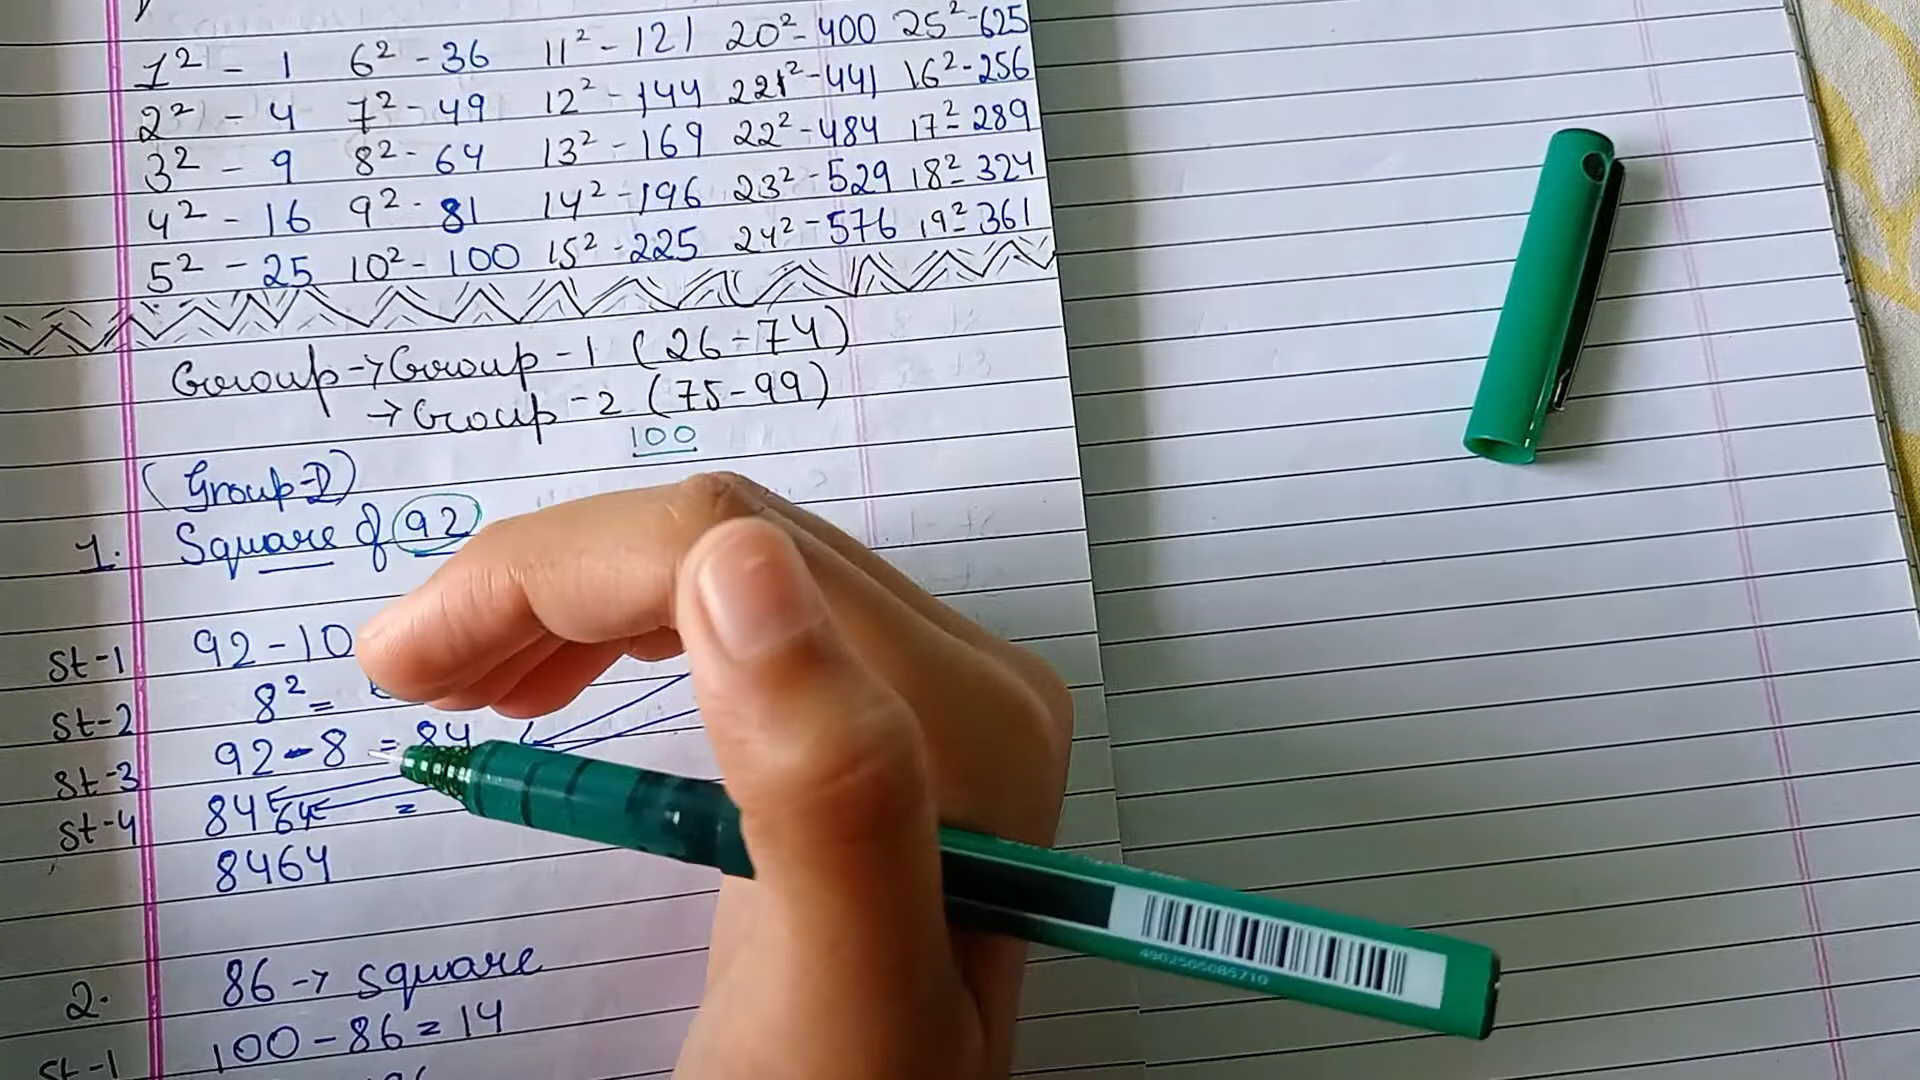 1² - 1 6² - 36 11² - 121 20² - 400 25² - 625
2² - 4 7² - 49 12² - 144 221² - 441 16² - 256
3² - 9 8² - 64 13² - 169 22² - 484 17² - 289
4² - 16 9² - 81 14² - 196 23² - 529 18² - 324
5² - 25 10² - 100 15² - 225 24² - 576 19² - 361
Group → Group - 1 (26 - 74)
→ Group - 2 (75 - 99)
100
(Group-2)
1. Square of 92
St-1 92 - 10
St-2 8² =
St-3 92 - 8 = 84
St-4 84 64 =
8464
2. 86 → square
St-1 100 - 86 = 14
4902505085710